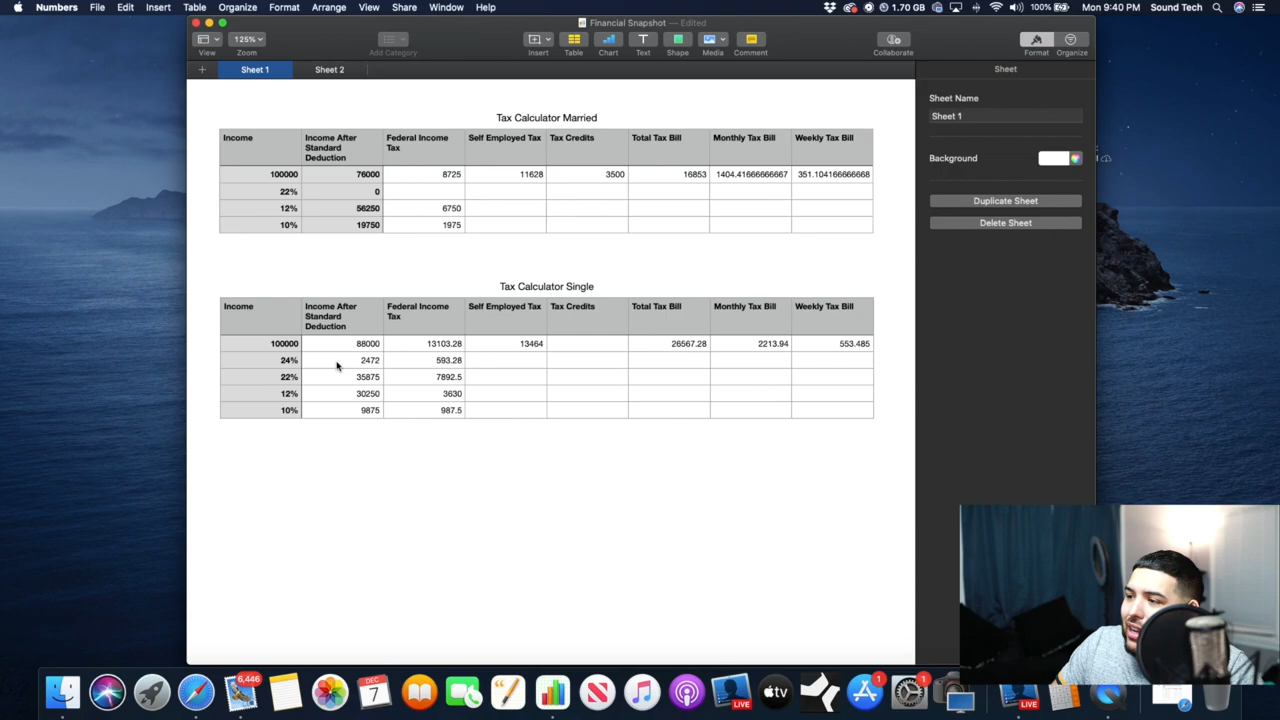 Numbers File Edit Insert Table Organize Format Arrange View Share Window Help 1.70 GB 100% Mon 9:40 PM Sound Tech
Financial Snapshot — Edited
125%
View Zoom Add Category Insert Table Chart Text Shape Media Comment Collaborate Format Organize
Sheet 1 Sheet 2 Sheet
Sheet Name
Sheet 1
Background
Duplicate Sheet
Delete Sheet
Tax Calculator Married
Income Income After Standard Deduction Federal Income Tax Self Employed Tax Tax Credits Total Tax Bill Monthly Tax Bill Weekly Tax Bill
100000 76000 8725 11628 3500 16853 1404.41666666667 351.104166666668
22% 0
12% 56250 6750
10% 19750 1975
Tax Calculator Single
Income Income After Standard Deduction Federal Income Tax Self Employed Tax Tax Credits Total Tax Bill Monthly Tax Bill Weekly Tax Bill
100000 88000 13103.28 13464 26567.28 2213.94 553.485
24% 2472 593.28
22% 35875 7892.5
12% 30250 3630
10% 9875 987.5
6,446
DEC
7
LIVE
1
1
LIVE